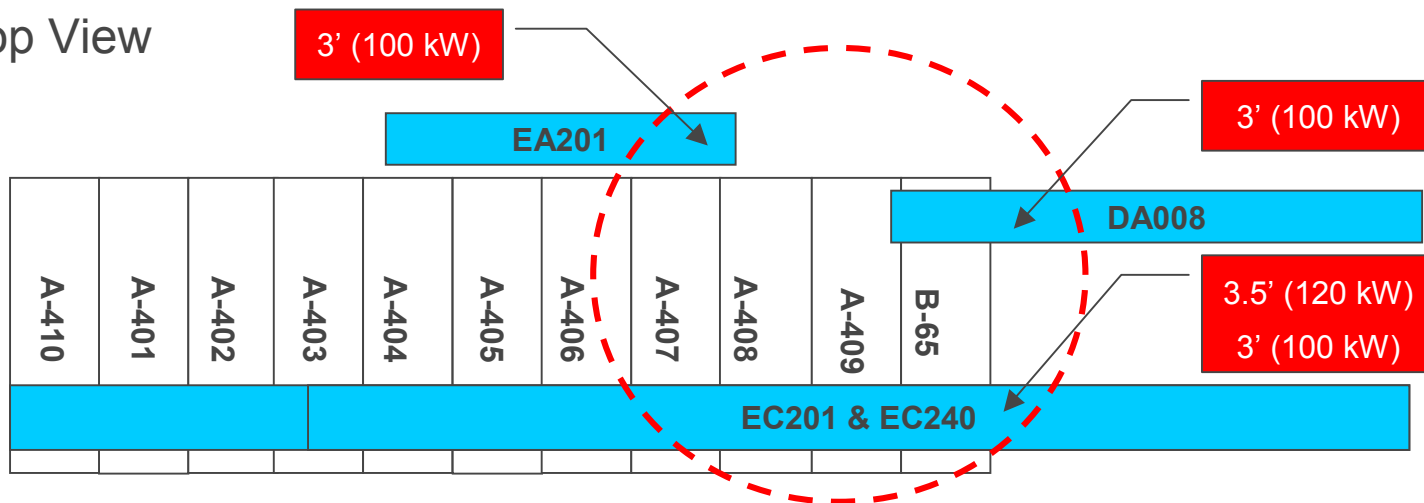 op View
3’ (100 kW)
3’ (100 kW)
EA201
DA008
A-410
A-401
A-402
A-403
A-404
A-405
A-406
A-407
A-408
A-409
B-65
3.5’ (120 kW)
3’ (100 kW)
EC201 & EC240